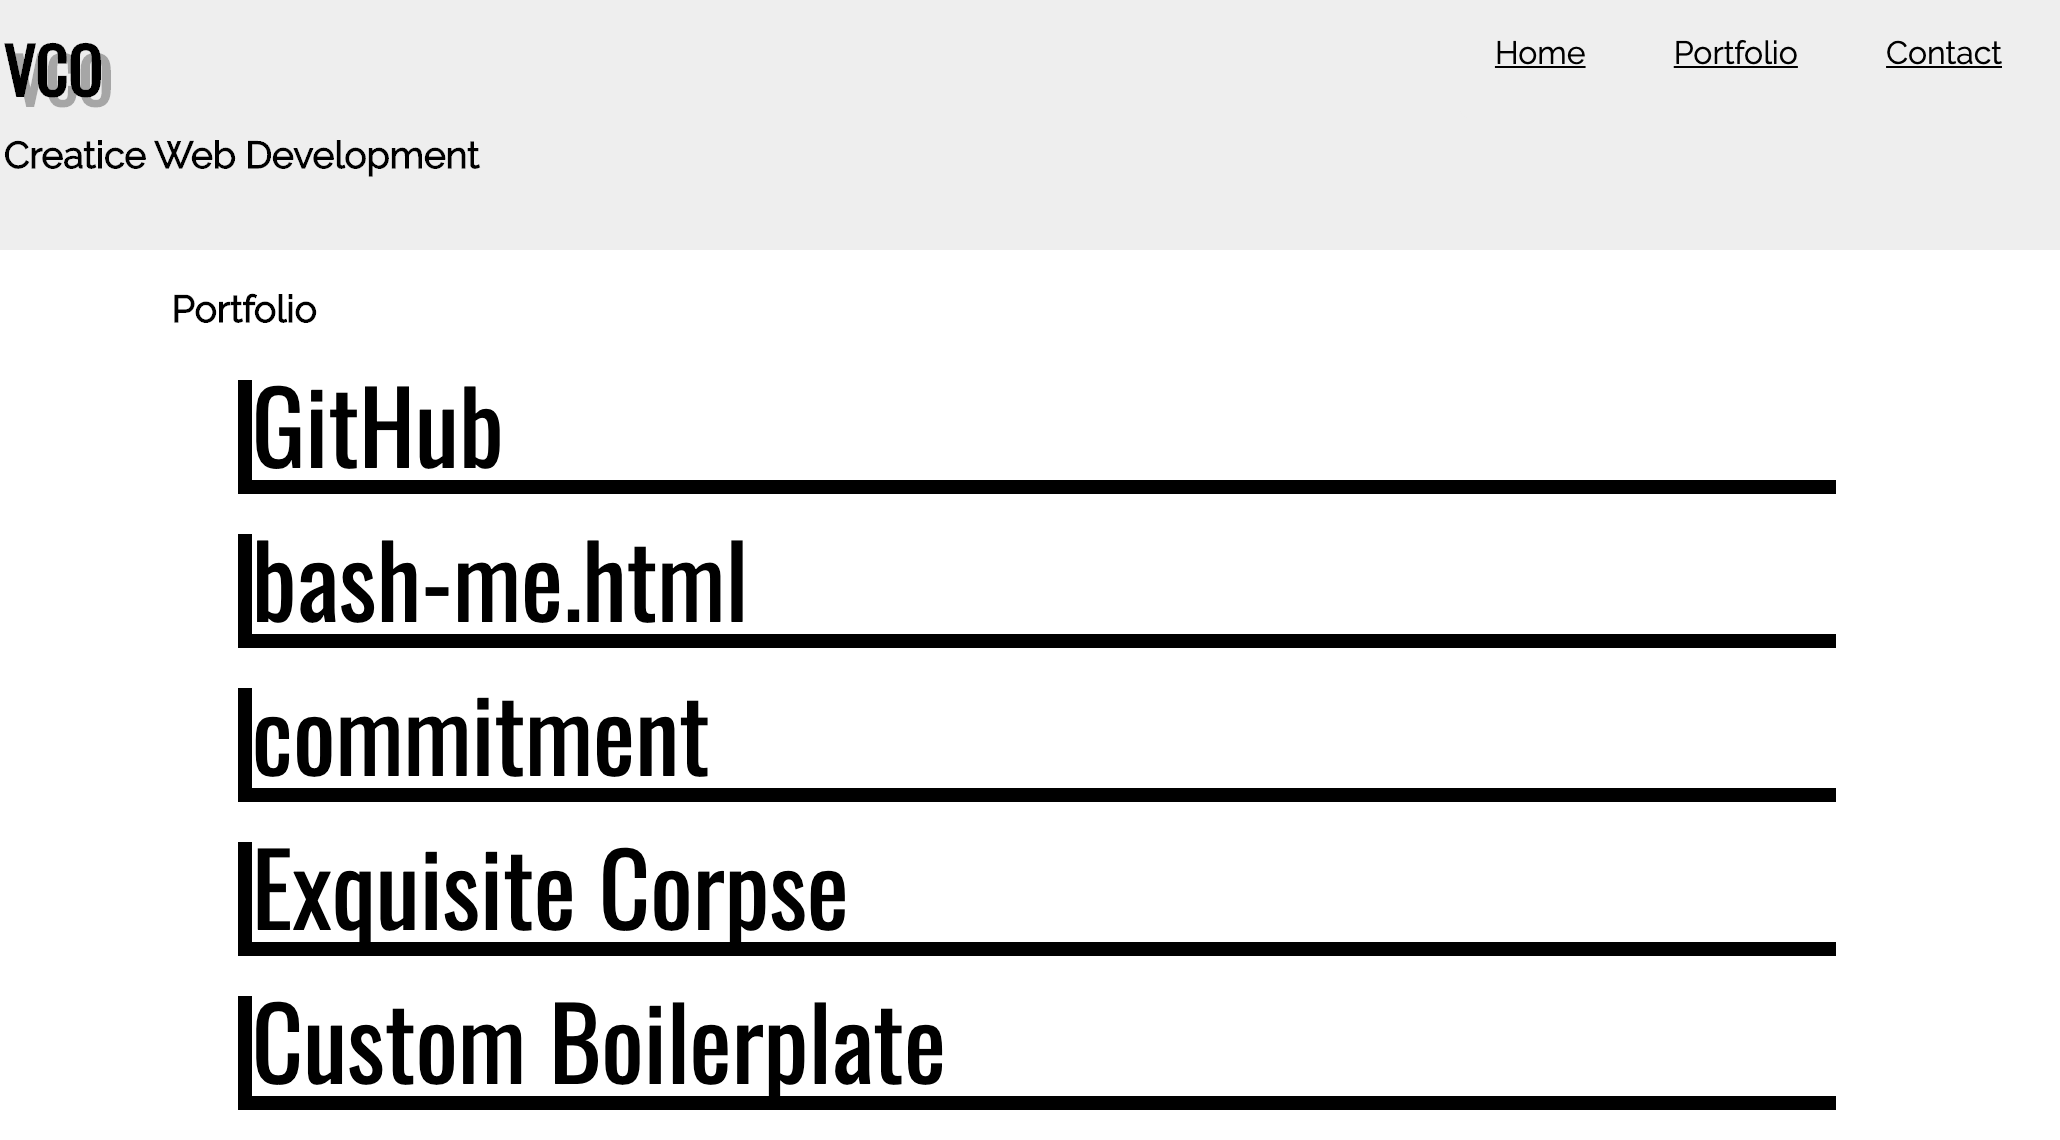 VCO
Home Portfolio Contact
Creatice Web Development
Portfolio
GitHub
bash-me.html
commitment
Exquisite Corpse
Custom Boilerplate